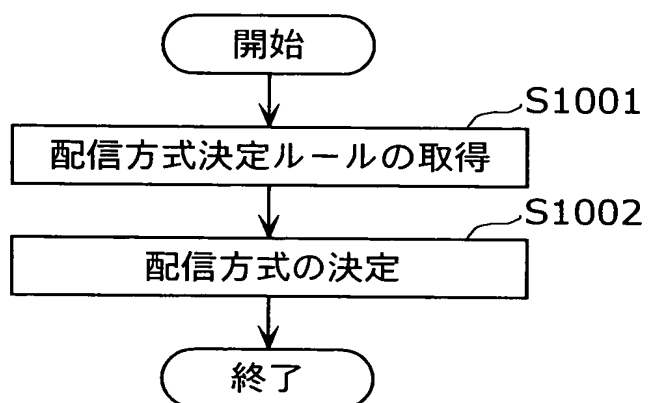 開始
S1001
配信方式決定ルールの取得
S1002
配信方式の決定
終了